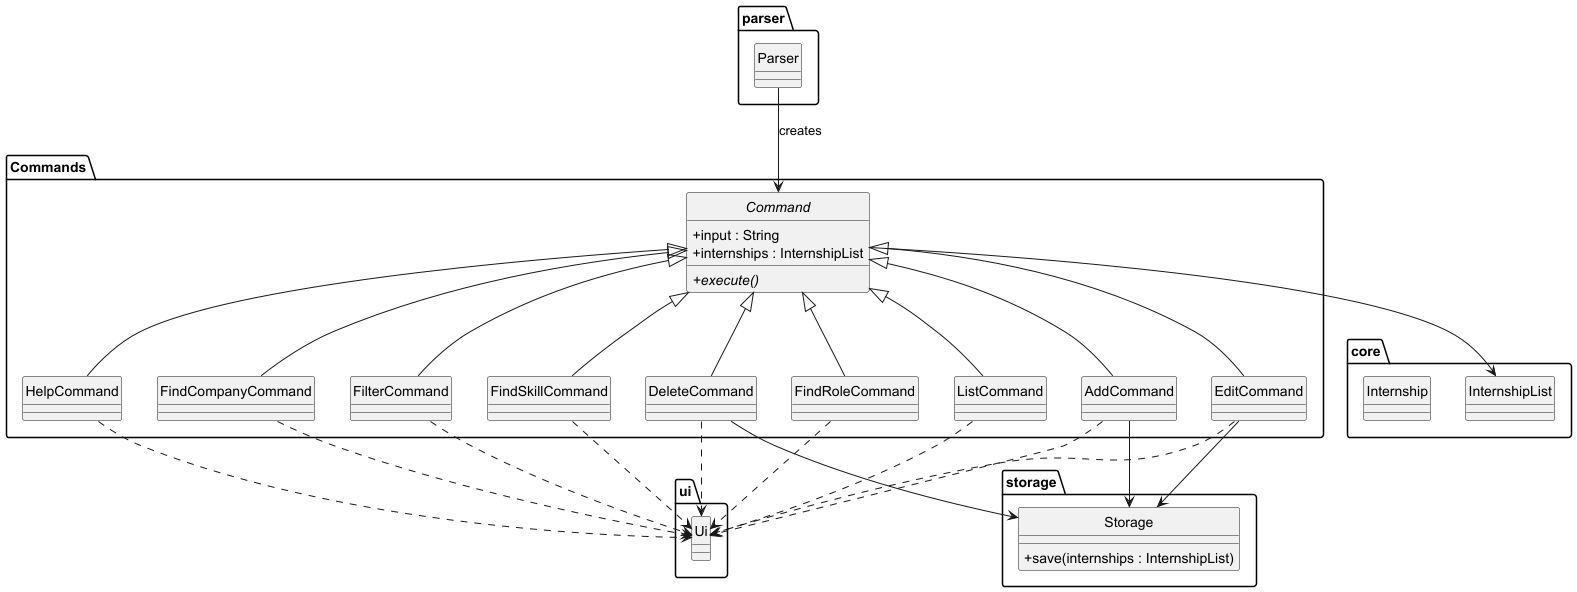 parser
Parser
creates
Commands
Command
+input : String
+internships : InternshipList
+execute()
HelpCommand
FindCompanyCommand
FilterCommand
FindSkillCommand
DeleteCommand
FindRoleCommand
ListCommand
AddCommand
EditCommand
core
Internship
InternshipList
ui
Ui
storage
Storage
+save(internships : InternshipList)